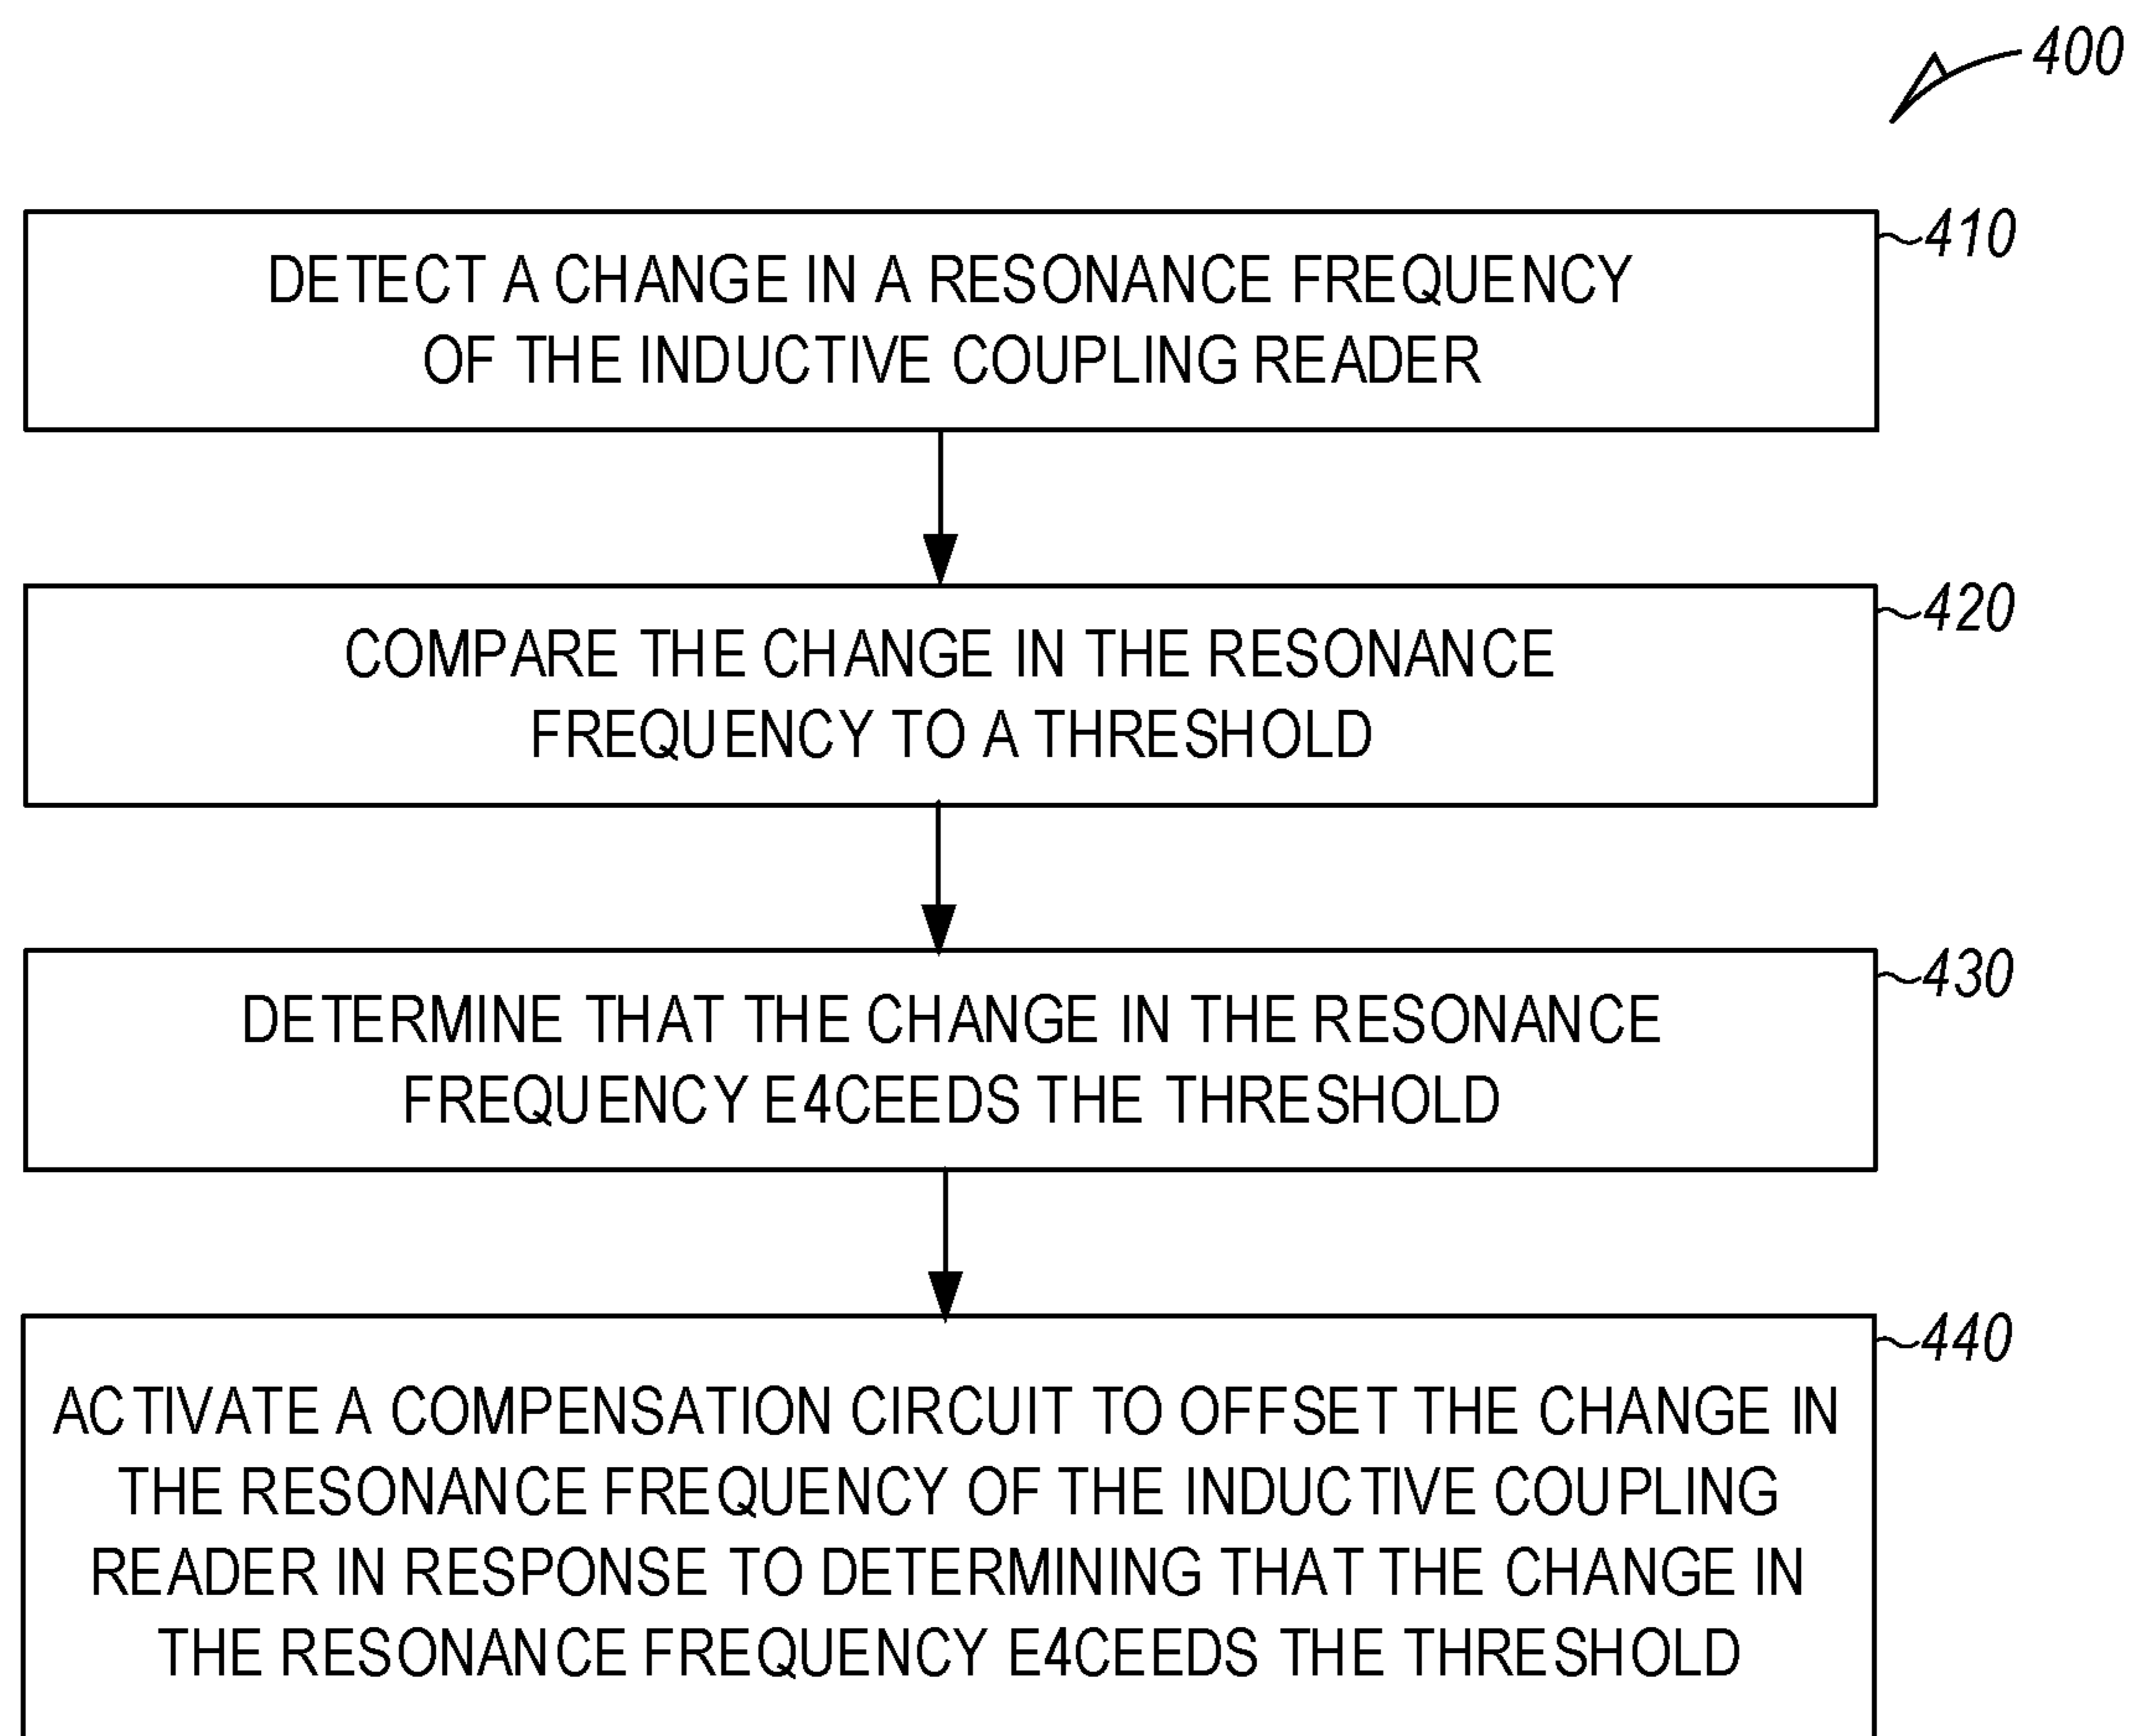 400
410
DETECT A CHANGE IN A RESONANCE FREQUENCY
OF THE INDUCTIVE COUPLING READER
420
COMPARE THE CHANGE IN THE RESONANCE
FREQUENCY TO A THRESHOLD
430
DETERMINE THAT THE CHANGE IN THE RESONANCE
FREQUENCY E4CEEDS THE THRESHOLD
440
ACTIVATE A COMPENSATION CIRCUIT TO OFFSET THE CHANGE IN
THE RESONANCE FREQUENCY OF THE INDUCTIVE COUPLING
READER IN RESPONSE TO DETERMINING THAT THE CHANGE IN
THE RESONANCE FREQUENCY E4CEEDS THE THRESHOLD